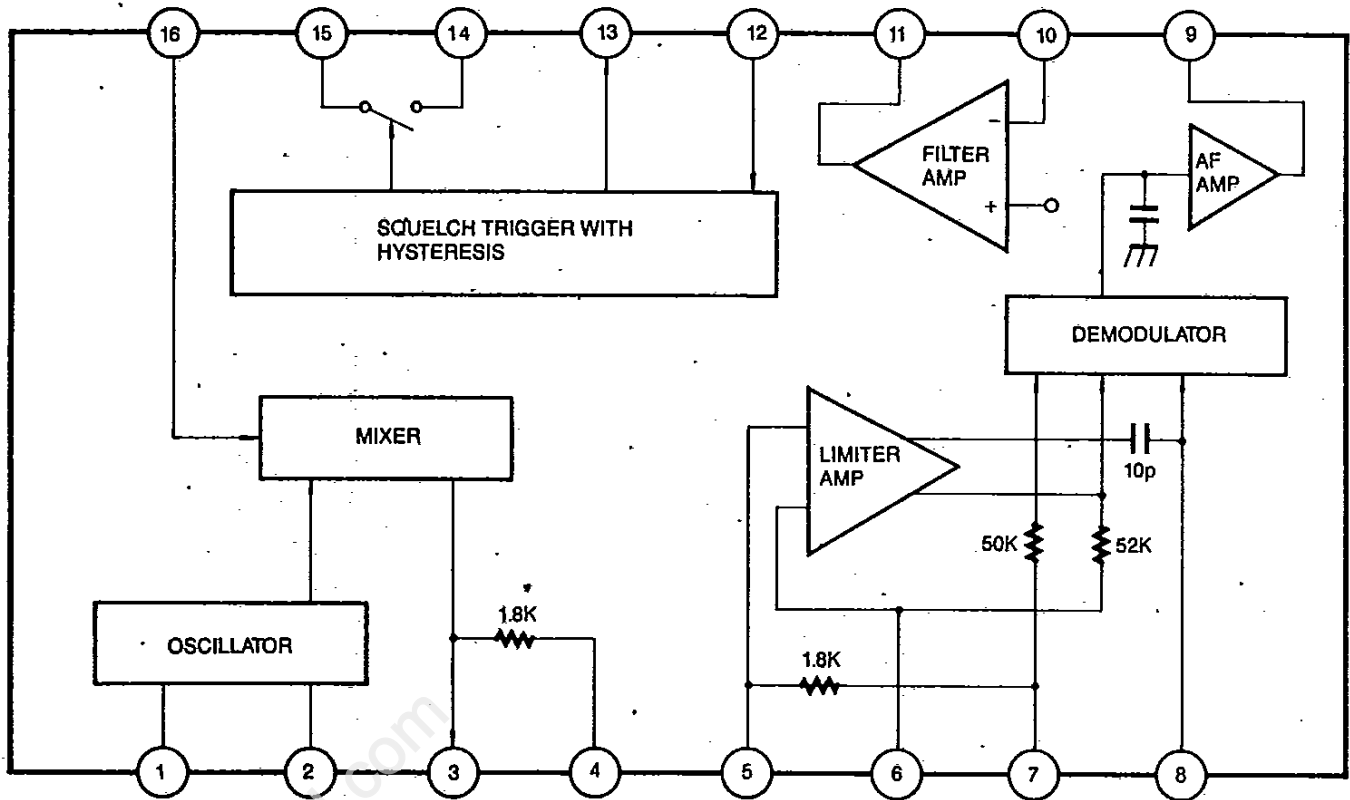 16 15 14 13 12 11 10 9
SQUELCH TRIGGER WITH
HYSTERESIS
−
FILTER
AMP
+
AF
AMP
DEMODULATOR
MIXER
LIMITER
AMP
10p
50K
52K
OSCILLATOR
1.8K
1.8K
1 2 3 4 5 6 7 8
.com